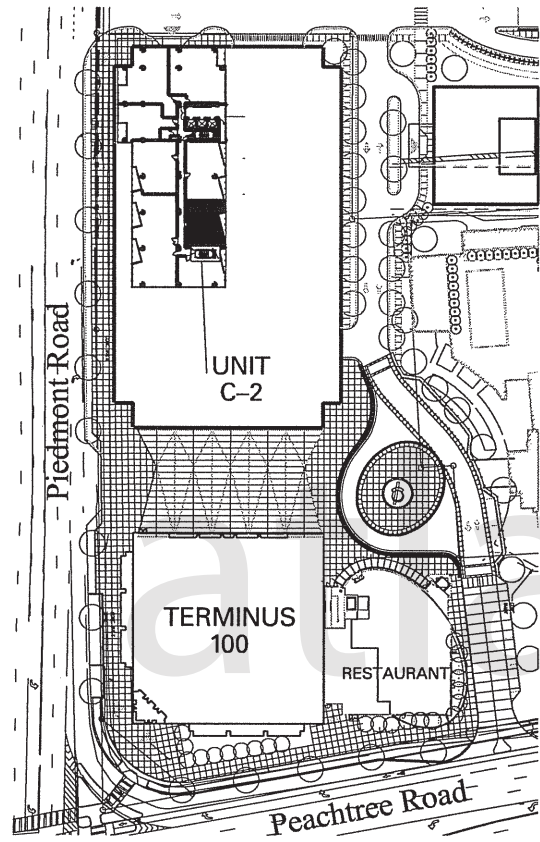 UNIT
C–2
Piedmont Road
TERMINUS
100
RESTAURANT
Peachtree Road